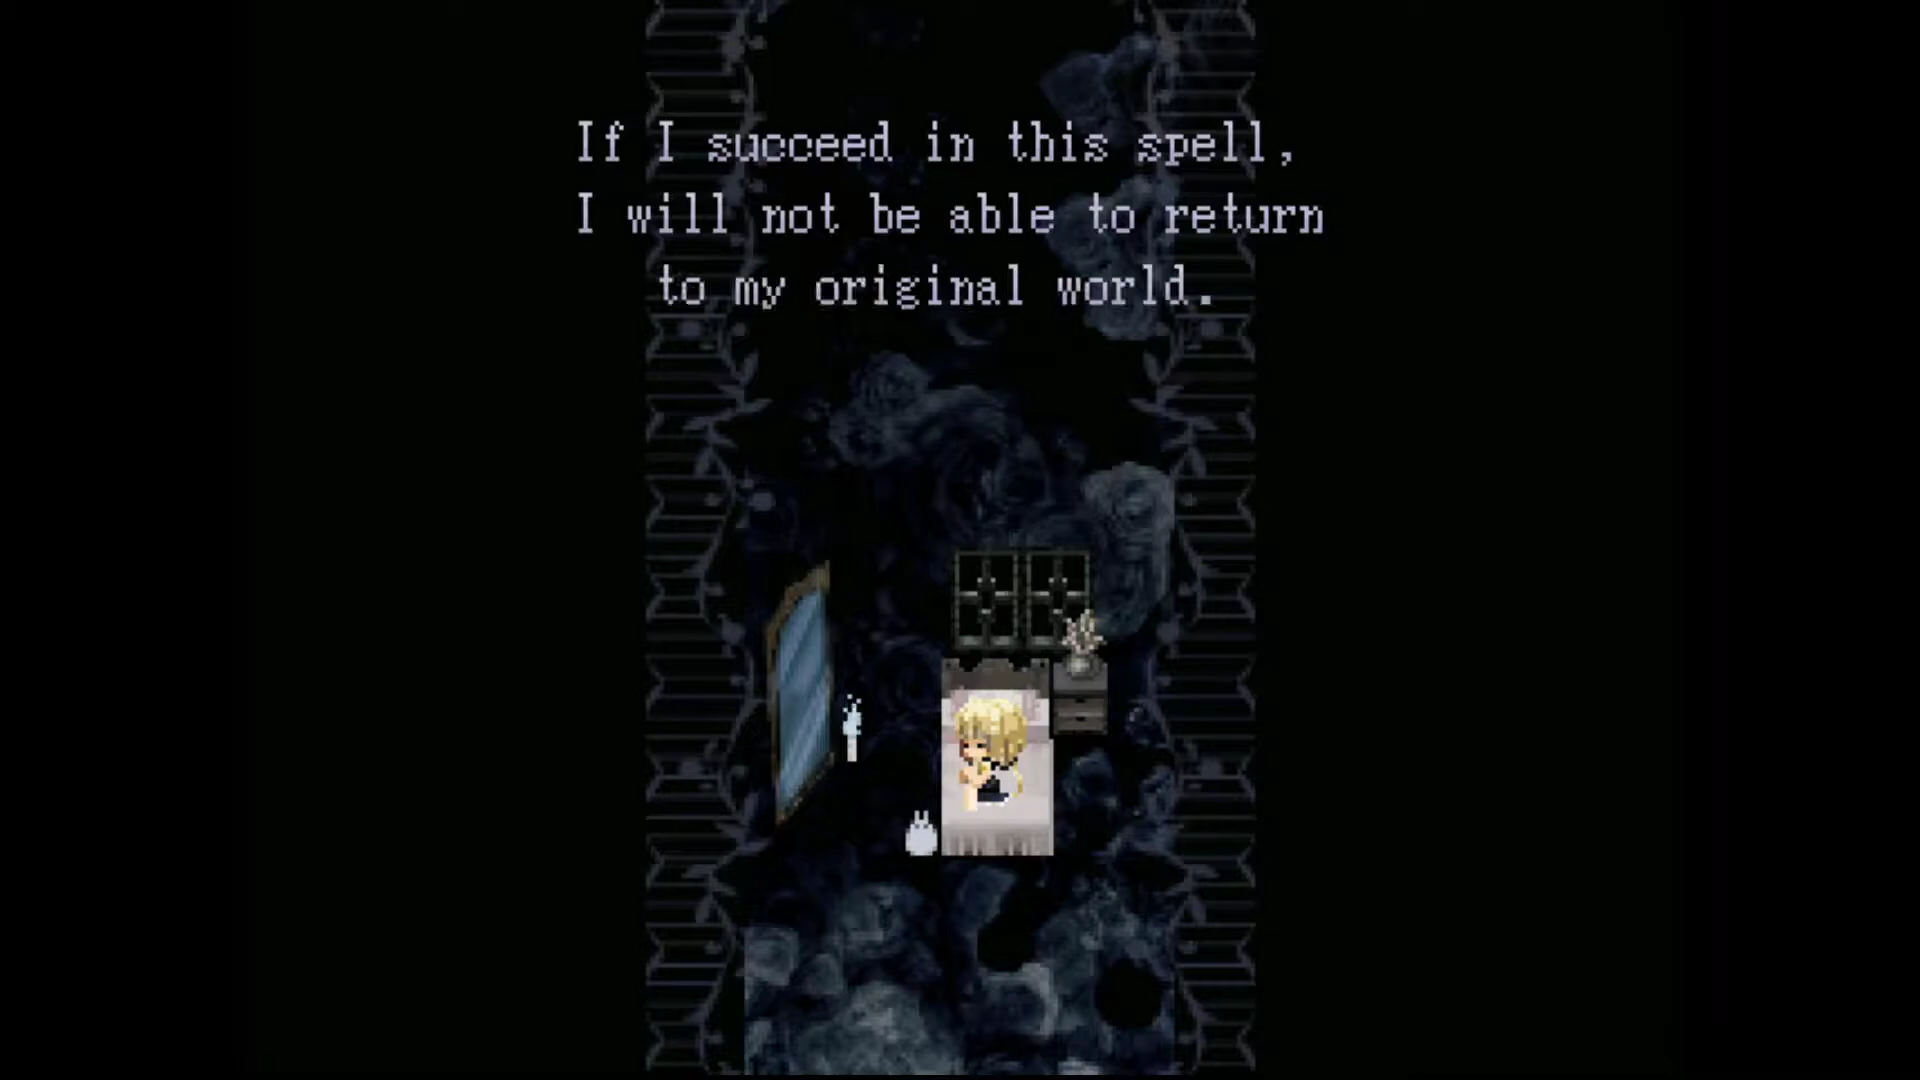 If I succeed in this spell,
I will not be able to return
to my original world.